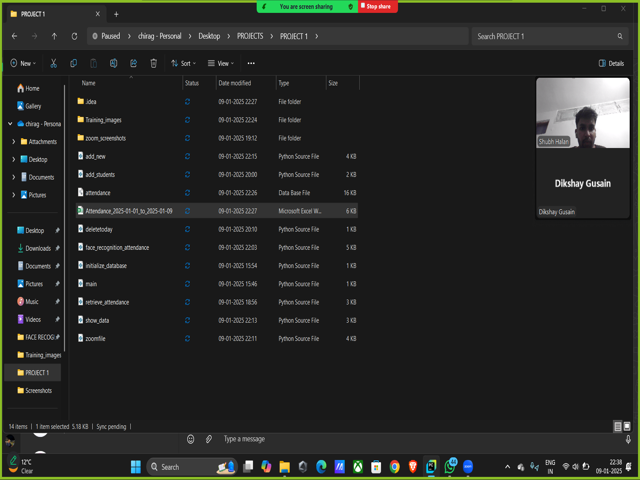 PROJECT 1
You are screen sharing
Stop share
Paused
chirag - Personal
Desktop
PROJECTS
PROJECT 1
Search PROJECT 1
New
Sort
View
Details
Name
Status
Date modified
Type
Size
.idea 09-01-2025 22:27 File folder
Training_images 09-01-2025 22:24 File folder
zoom_screenshots 09-01-2025 19:12 File folder
add_new 09-01-2025 22:15 Python Source File 4 KB
add_students 09-01-2025 20:00 Python Source File 2 KB
attendance 09-01-2025 22:26 Data Base File 16 KB
Attendance_2025-01-01_to_2025-01-09 09-01-2025 22:27 Microsoft Excel W... 6 KB
deletetoday 09-01-2025 20:10 Python Source File 1 KB
face_recognition_attendance 09-01-2025 22:03 Python Source File 5 KB
initialize_database 09-01-2025 15:54 Python Source File 1 KB
main 09-01-2025 15:46 Python Source File 1 KB
retrieve_attendance 09-01-2025 18:56 Python Source File 3 KB
show_data 09-01-2025 22:13 Python Source File 3 KB
zoomfile 09-01-2025 22:11 Python Source File 4 KB
Home
Gallery
chirag - Persona
Attachments
Desktop
Documents
Pictures
Desktop
Downloads
Documents
Pictures
Music
Videos
FACE RECOG
Training_images
PROJECT 1
Screenshots
Shubh Halan
Dikshay Gusain
Dikshay Gusain
14 items
1 item selected 5.18 KB
Sync pending
Type a message
12°C
Clear
Search
ENG
IN
22:38
09-01-2025